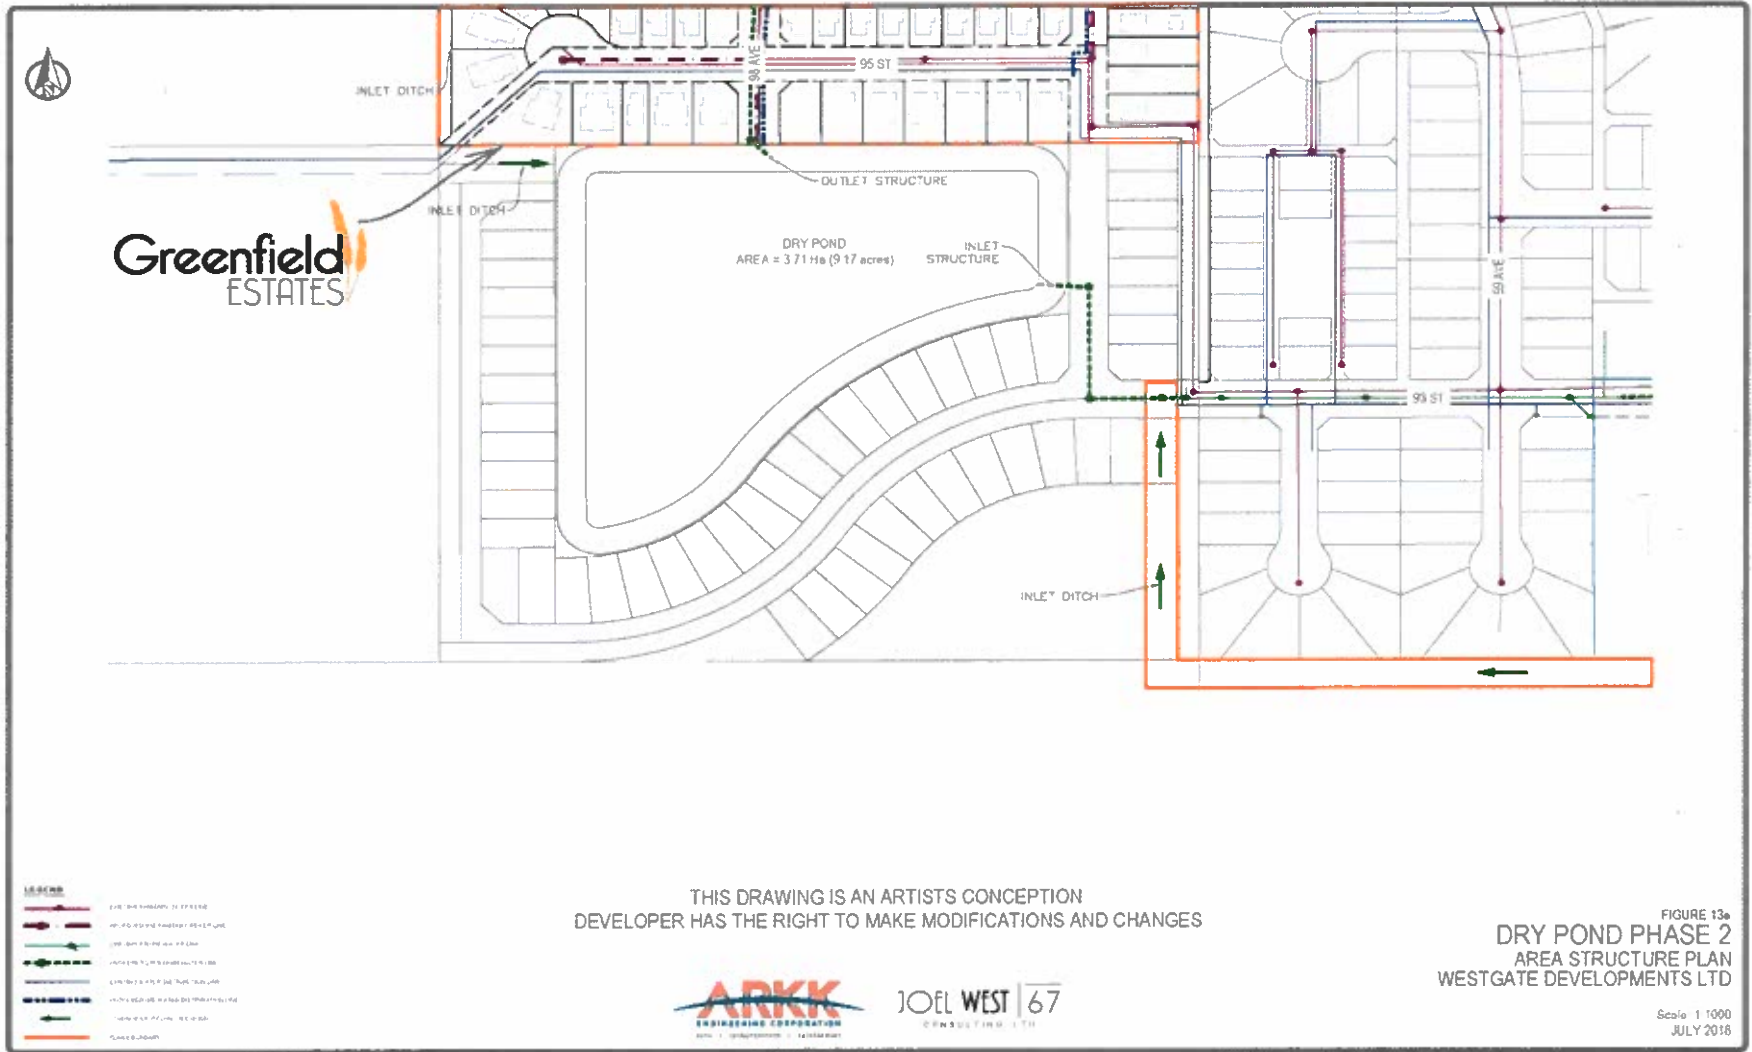 98 AVE
95 ST
INLET DITCH
OUTLET STRUCTURE
INLET DITCH
Greenfield
ESTATES
DRY POND
AREA = 3.71 Ha (9.17 acres)
INLET
STRUCTURE
99 AVE
93 ST
INLET DITCH
LEGEND
THIS DRAWING IS AN ARTISTS CONCEPTION
DEVELOPER HAS THE RIGHT TO MAKE MODIFICATIONS AND CHANGES
FIGURE 13a
DRY POND PHASE 2
AREA STRUCTURE PLAN
WESTGATE DEVELOPMENTS LTD
Scale 1:1000
JULY 2018
ARKK
ENGINEERING CORPORATION
JOEL WEST 67
CONSULTING LTD